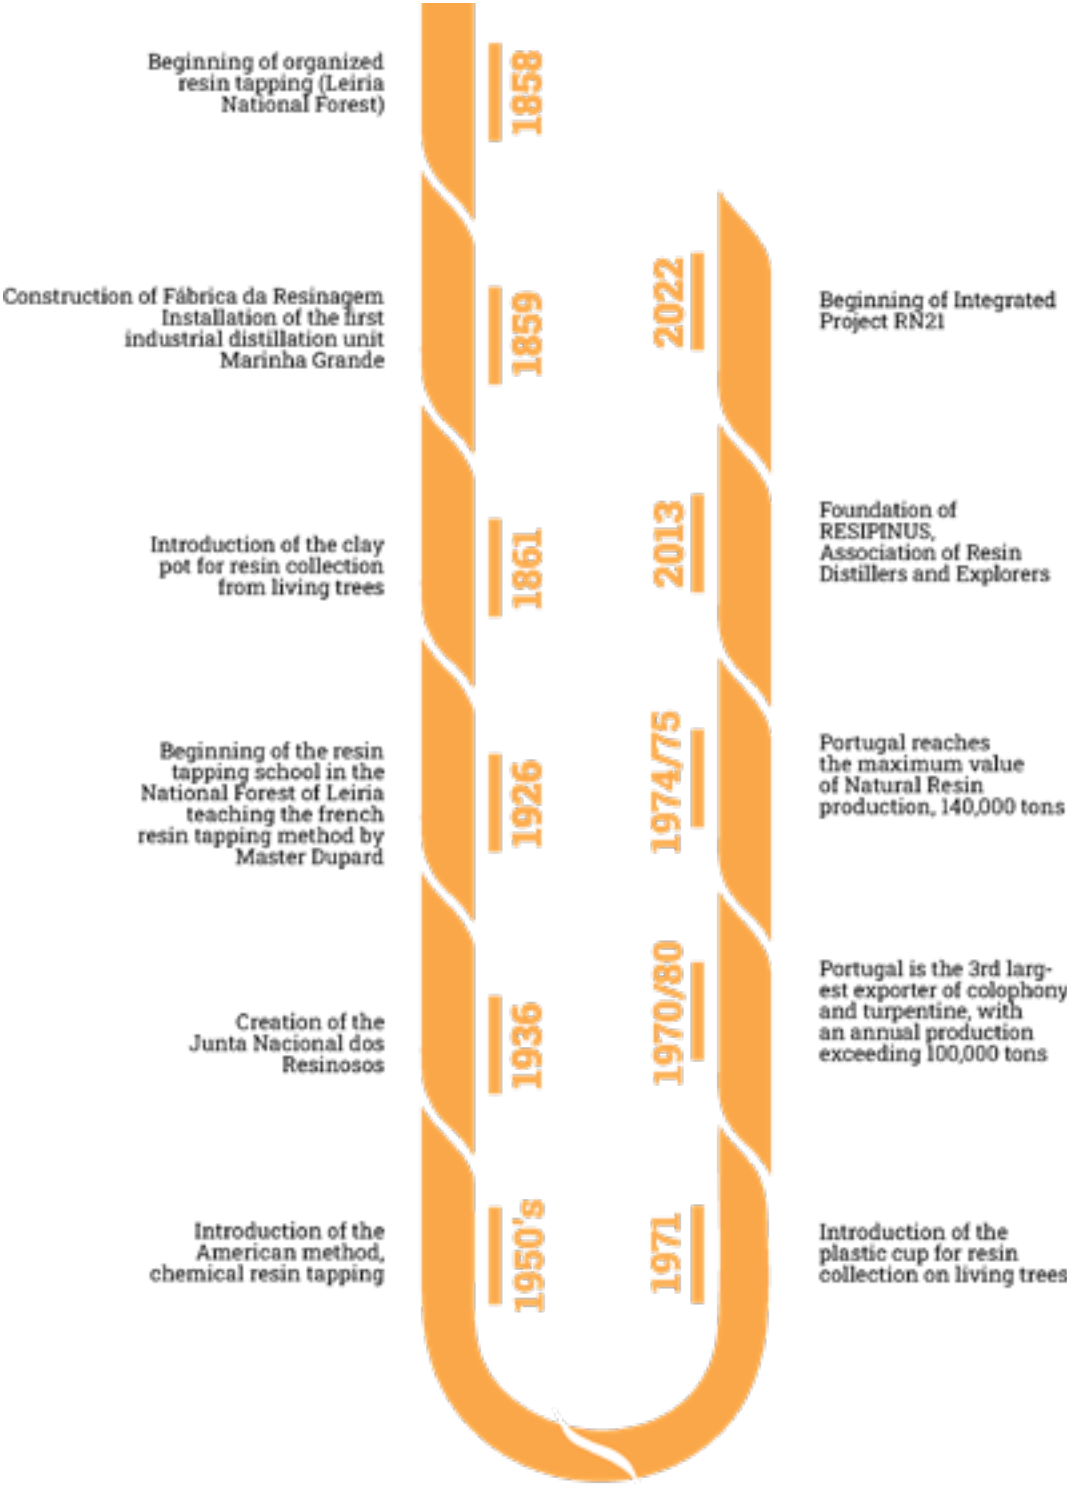 Beginning of organized
resin tapping (Leiria
National Forest)
1858
Construction of Fábrica da Resinagem
Installation of the first
industrial distillation unit
Marinha Grande
1859
Introduction of the clay
pot for resin collection
from living trees
1861
Beginning of the resin
tapping school in the
National Forest of Leiria
teaching the french
resin tapping method by
Master Dupard
1926
Creation of the
Junta Nacional dos
Resinosos
1936
Introduction of the
American method,
chemical resin tapping
1950's
1971
Introduction of the
plastic cup for resin
collection on living trees
1970/80
Portugal is the 3rd larg-
est exporter of colophony
and turpentine, with
an annual production
exceeding 100,000 tons
1974/75
Portugal reaches
the maximum value
of Natural Resin
production, 140,000 tons
2013
Foundation of
RESIPINUS,
Association of Resin
Distillers and Explorers
2022
Beginning of Integrated
Project RN21